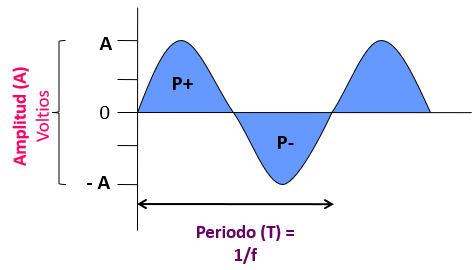 Amplitud (A)
Voltios
A
0
- A
P+
P-
Periodo (T) =
1/f